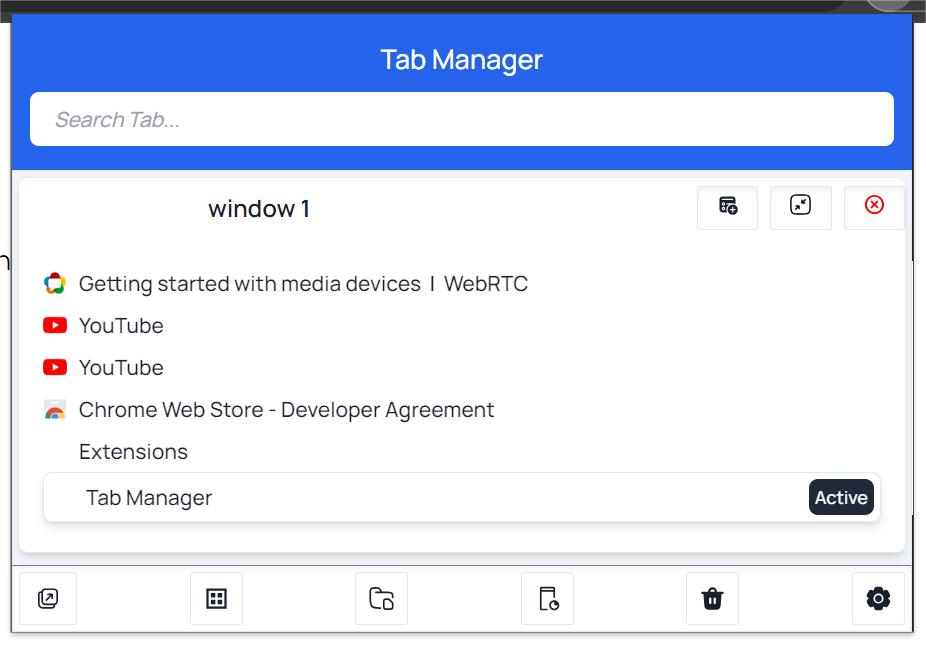 Tab Manager
Search Tab...
window 1
n
Getting started with media devices | WebRTC
YouTube
YouTube
Chrome Web Store - Developer Agreement
Extensions
Tab Manager Active